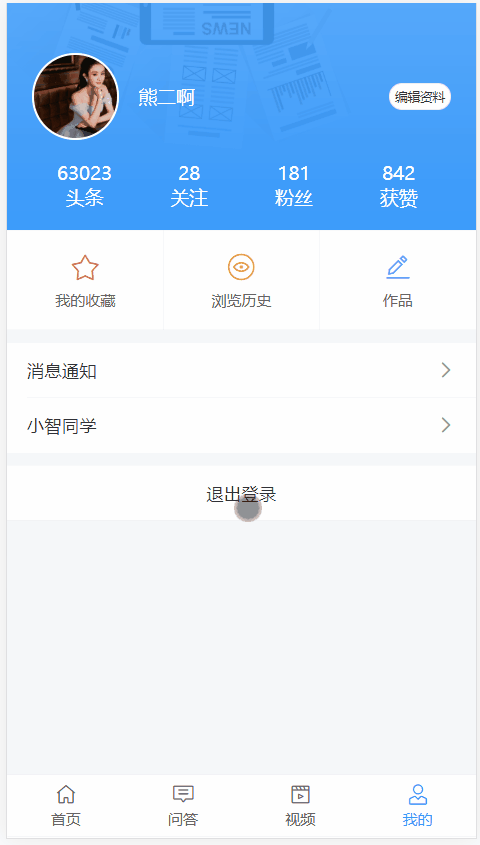 NEWS
熊二啊
编辑资料
63023 28 181 842
头条 关注 粉丝 获赞
我的收藏 浏览历史 作品
消息通知
小智同学
退出登录
首页 问答 视频 我的